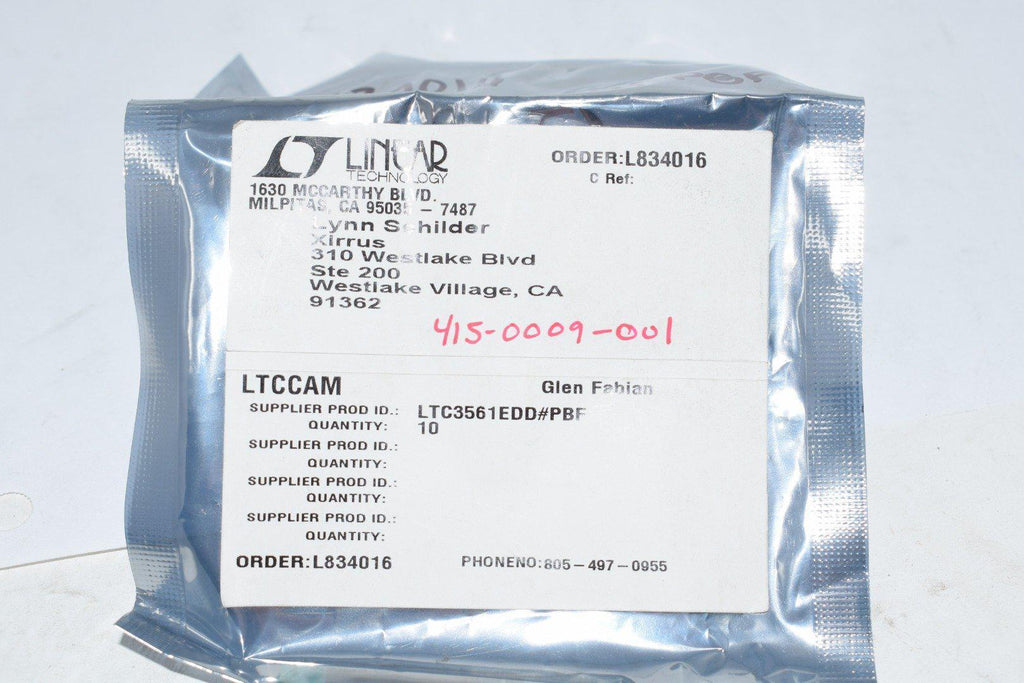 LINEAR
TECHNOLOGY
ORDER:L834016
C Ref:
1630 MCCARTHY BLVD.
MILPITAS, CA 95035 - 7487
Lynn Schilder
Xirrus
310 Westlake Blvd
Ste 200
Westlake Village, CA
91362
415-0009-001
LTCCAM
Glen Fabian
SUPPLIER PROD ID.: LTC3561EDD#PBF
QUANTITY: 10
SUPPLIER PROD ID.:
QUANTITY:
SUPPLIER PROD ID.:
QUANTITY:
SUPPLIER PROD ID.:
QUANTITY:
ORDER:L834016
PHONENO:805-497-0955